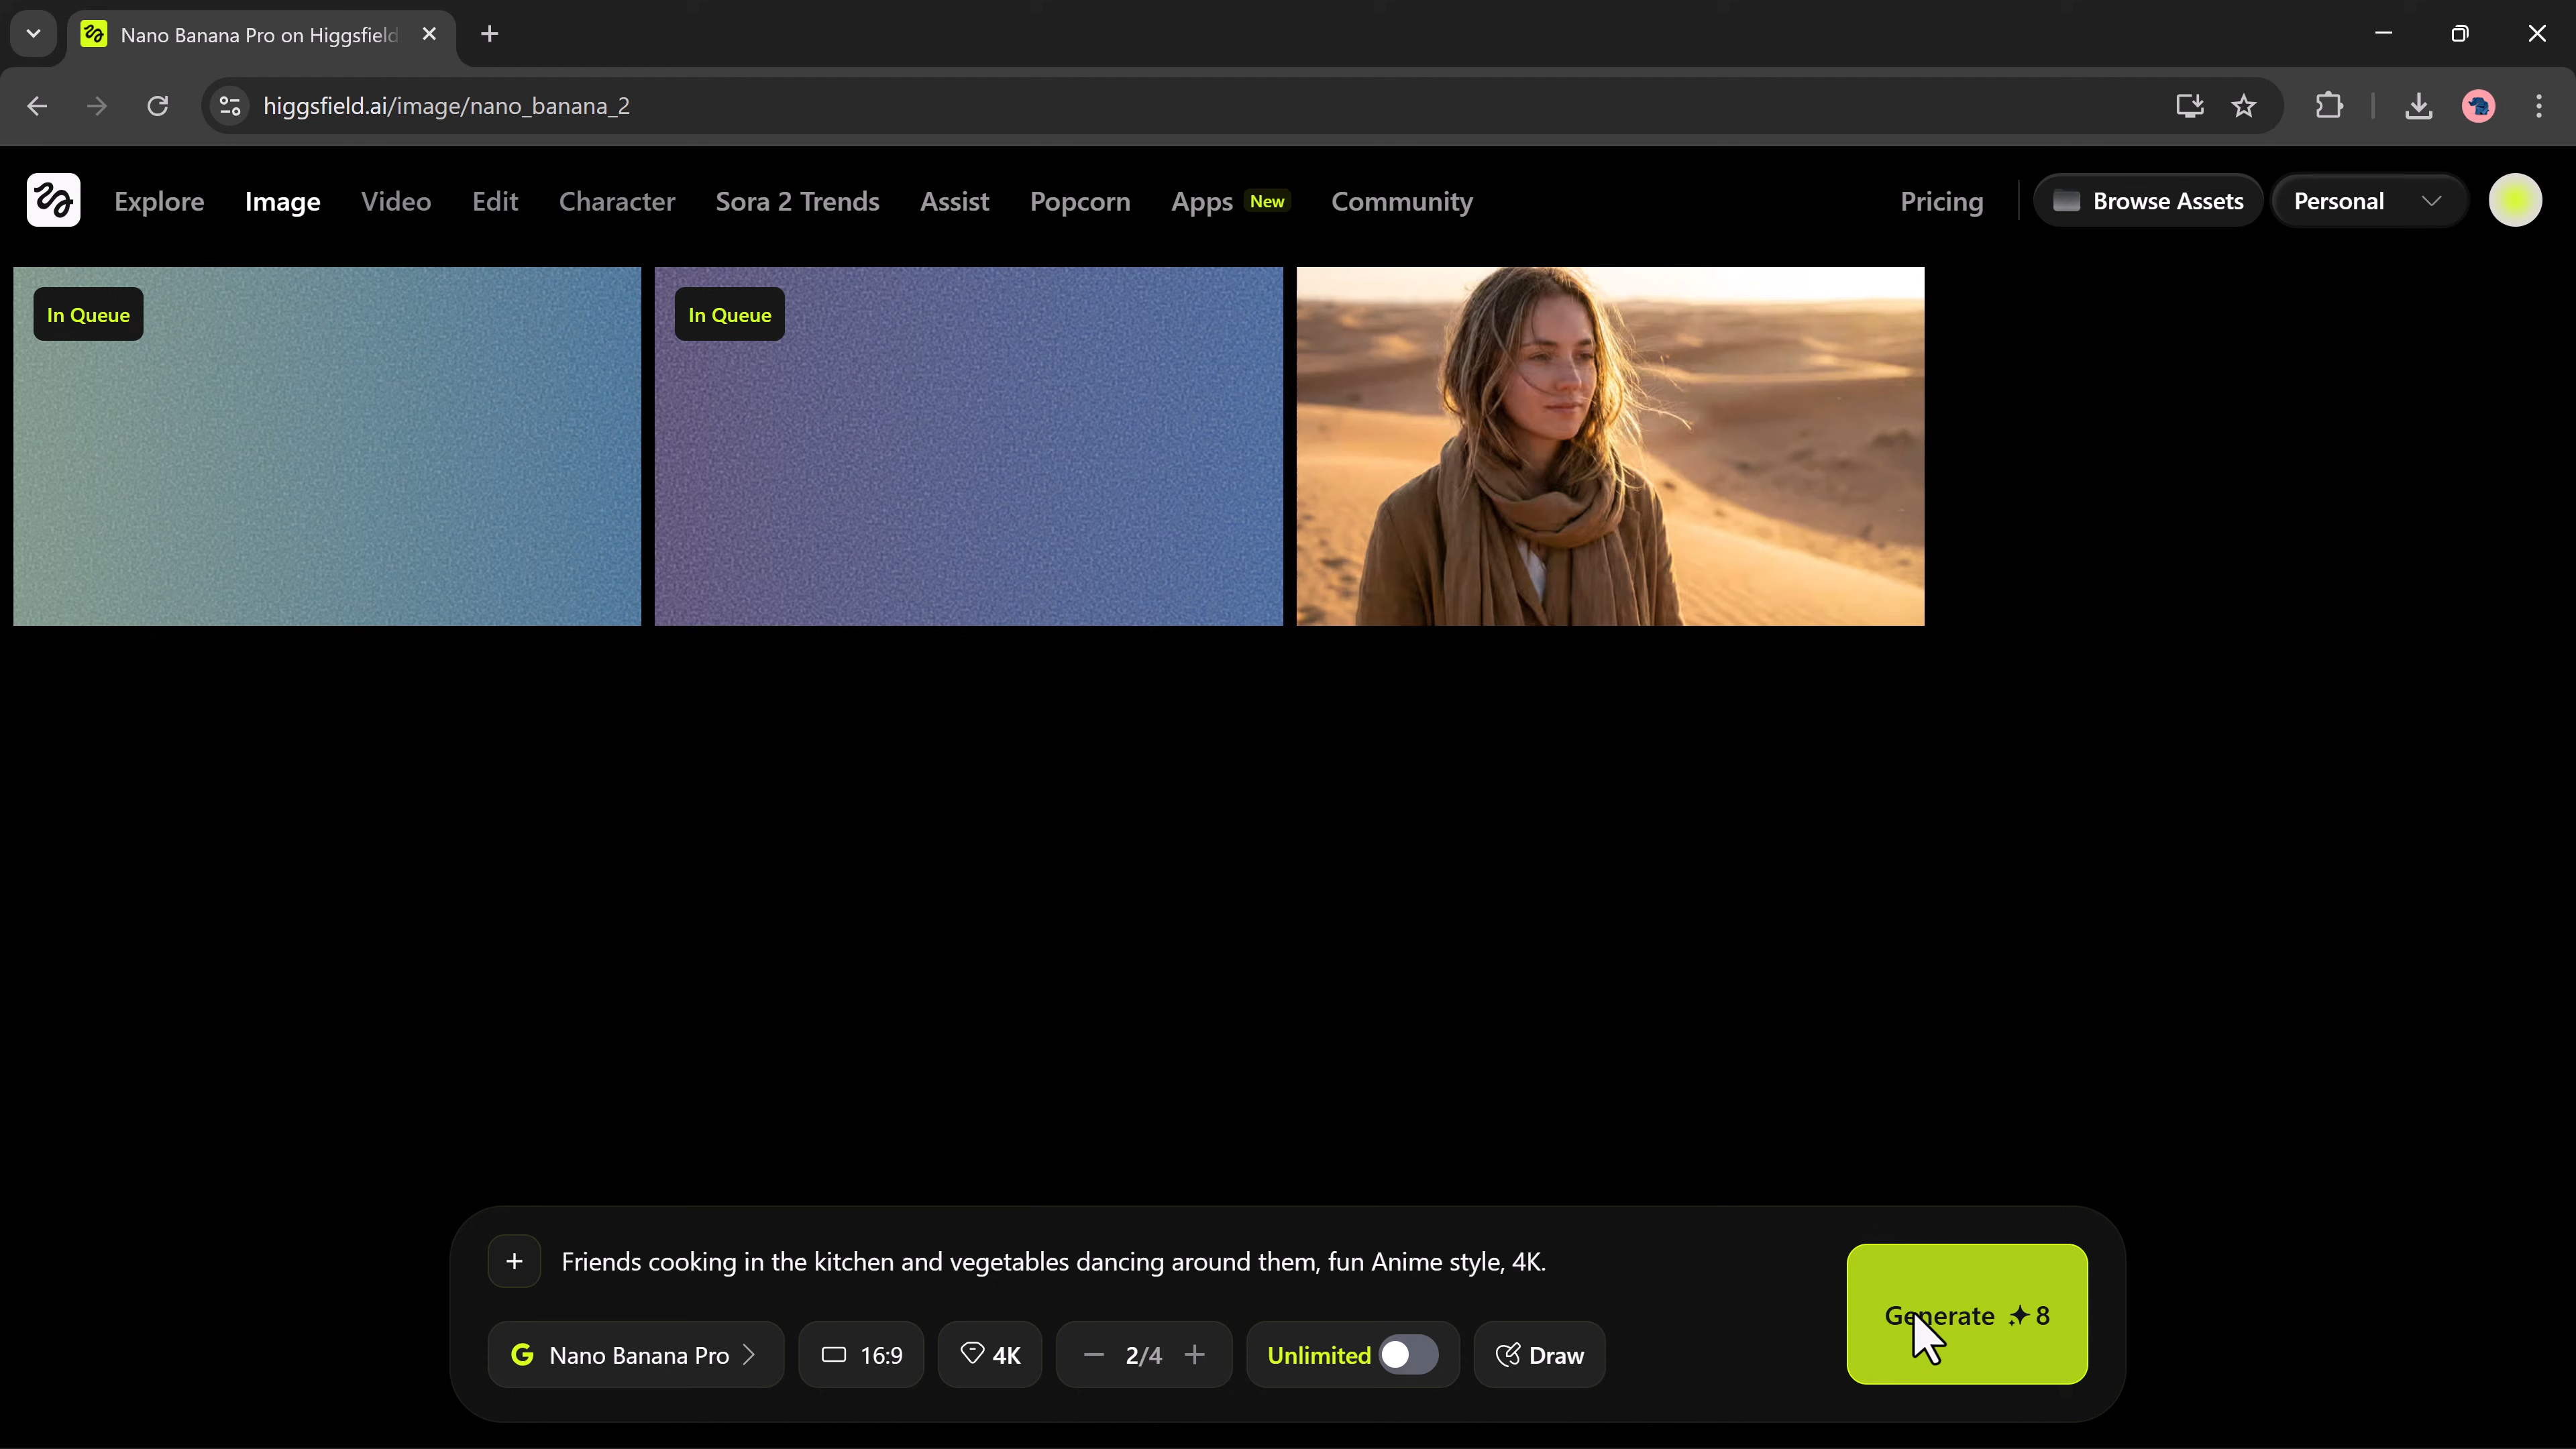 Nano Banana Pro on Higgsfield
higgsfield.ai/image/nano_banana_2
Explore Image Video Edit Character Sora 2 Trends Assist Popcorn Apps New Community Pricing Browse Assets Personal
In Queue In Queue
Friends cooking in the kitchen and vegetables dancing around them, fun Anime style, 4K.
Generate 8
Nano Banana Pro 16:9 4K 2/4 Unlimited Draw